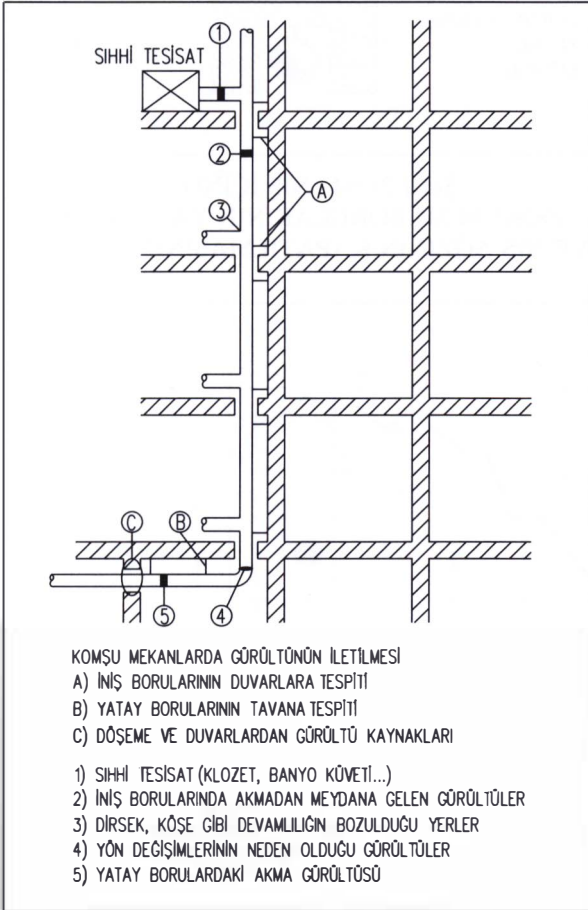 1
SIHHİ TESİSAT
2
A
3
C
B
5
4
KOMŞU MEKANLARDA GÜRÜLTÜNÜN İLETİLMESİ
A) İNİŞ BORULARININ DUVARLARA TESPİTİ
B) YATAY BORULARININ TAVANA TESPİTİ
C) DÖŞEME VE DUVARLARDAN GÜRÜLTÜ KAYNAKLARI
1) SIHHİ TESİSAT (KLOZET, BANYO KÜVETİ...)
2) İNİŞ BORULARINDA AKMADAN MEYDANA GELEN GÜRÜLTÜLER
3) DİRSEK, KÖŞE GİBİ DEVAMLILIĞIN BOZULDUĞU YERLER
4) YÖN DEĞİŞİMLERİNİN NEDEN OLDUĞU GÜRÜLTÜLER
5) YATAY BORULARDAKİ AKMA GÜRÜLTÜSÜ